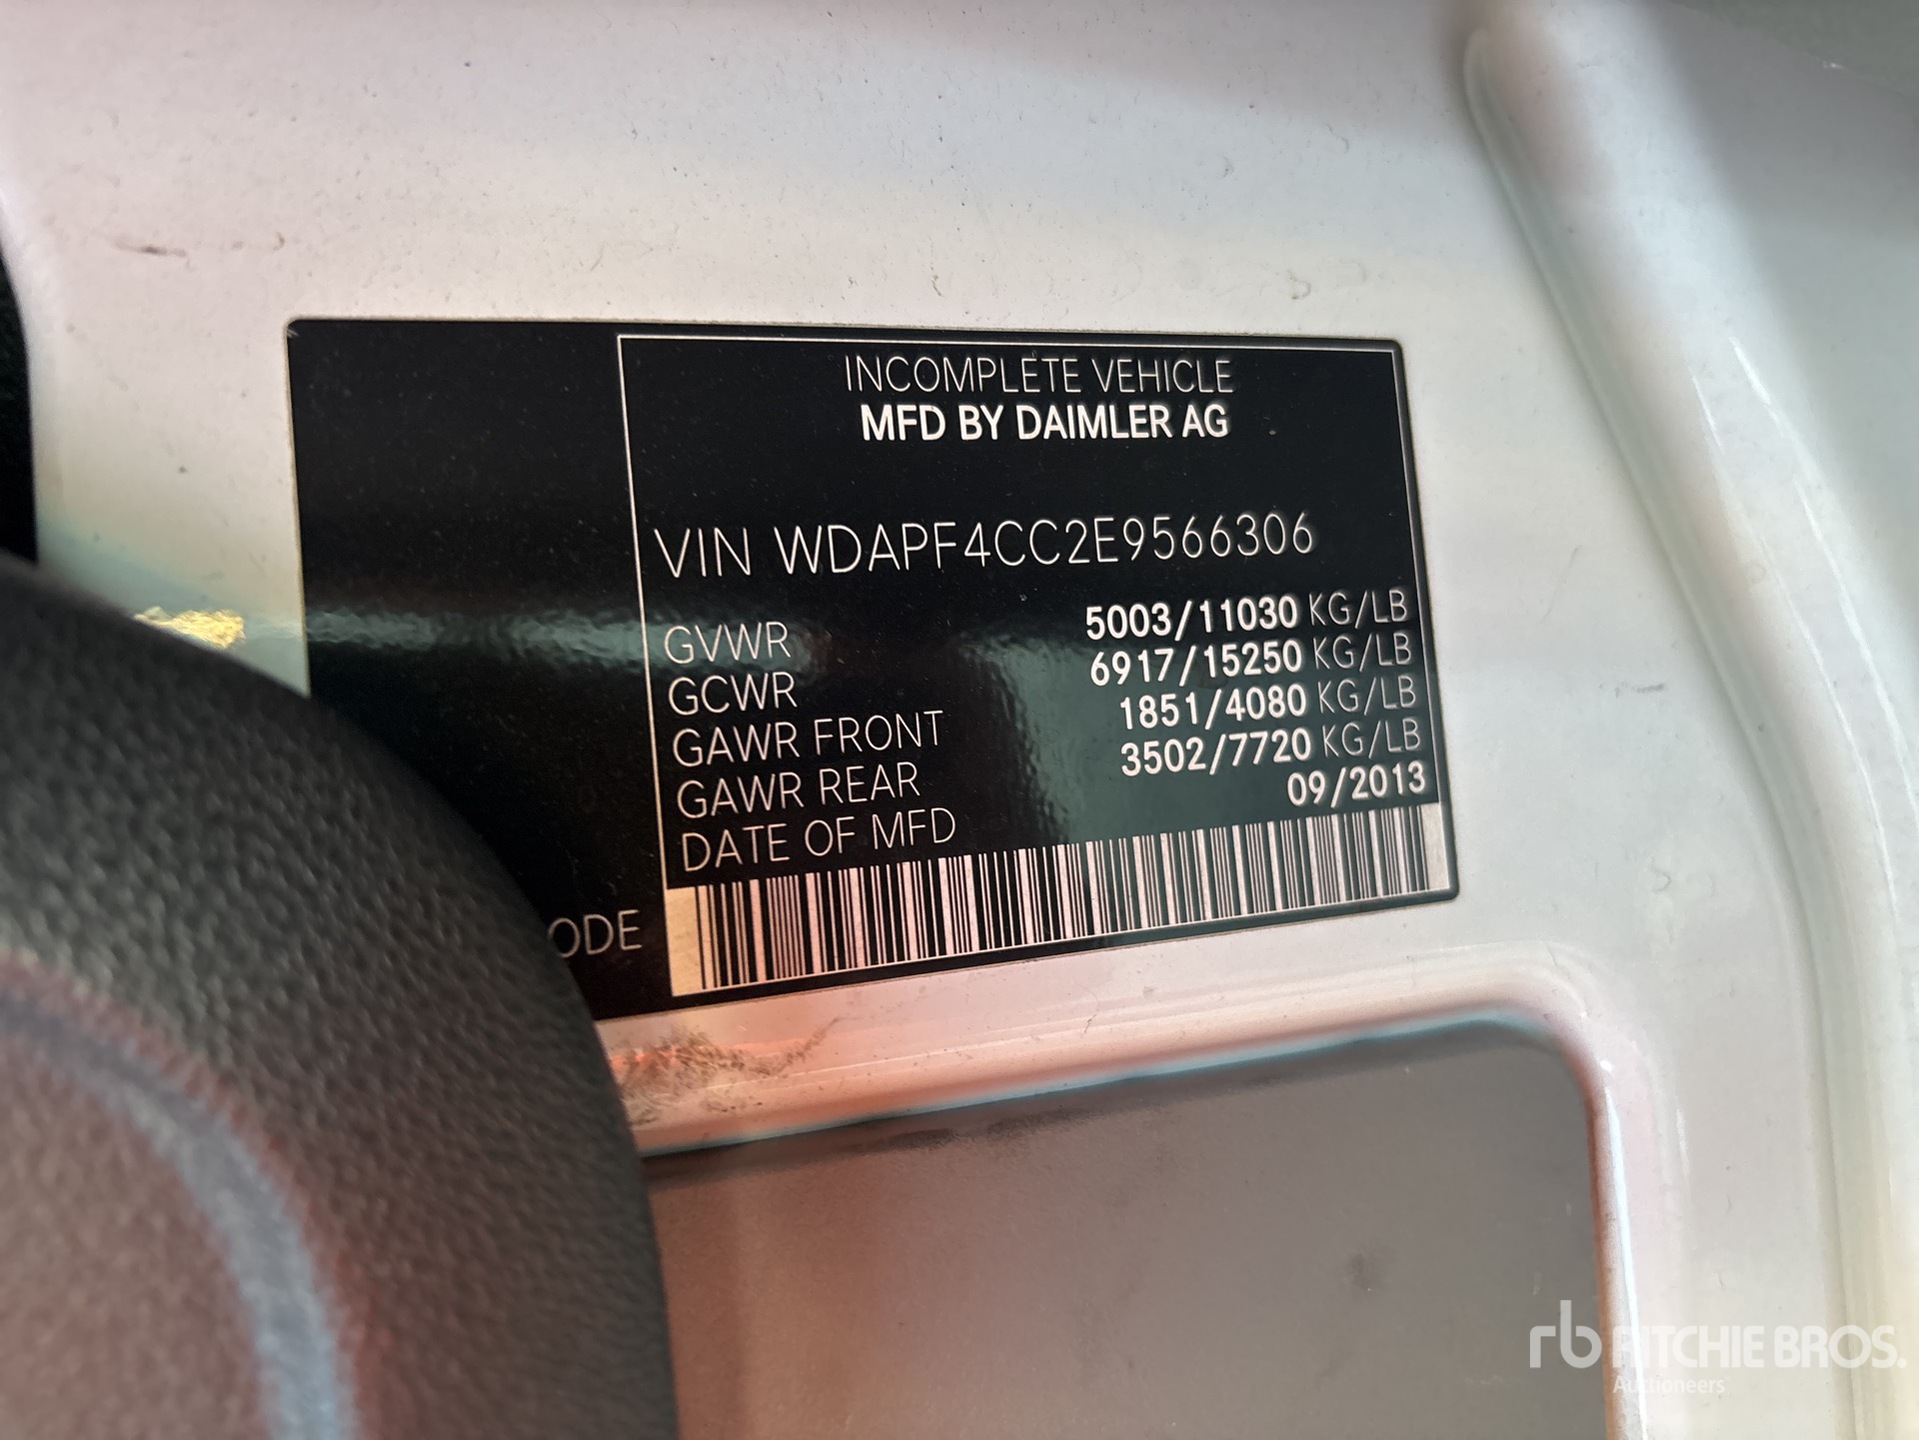 INCOMPLETE VEHICLE
MFD BY DAIMLER AG
VIN WDAPF4CC2E9566306
GVWR 5003/11030 KG/LB
GCWR 6917/15250 KG/LB
GAWR FRONT 1851/4080 KG/LB
GAWR REAR 3502/7720 KG/LB
DATE OF MFD 09/2013
ODE
rb RITCHIE BROS.
Auctioneers